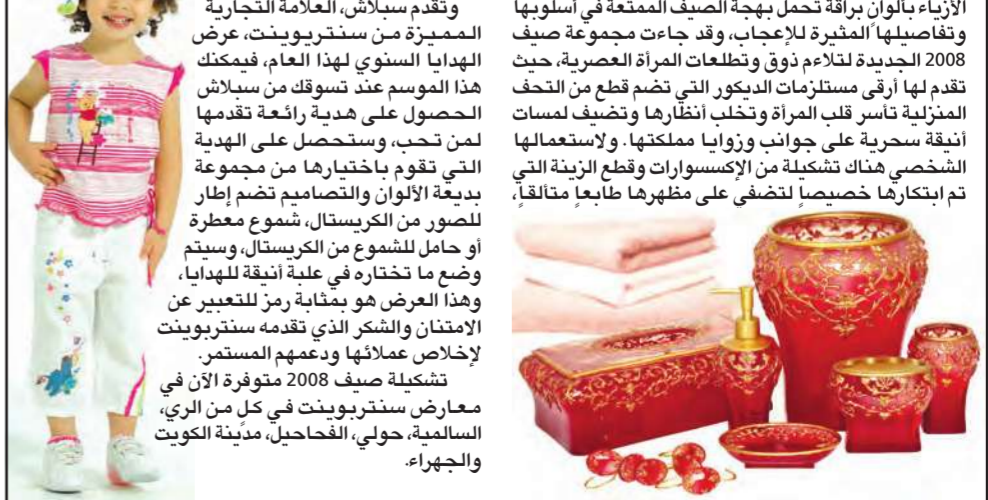 الأزياء بألوان براقة تحمل بهجة الصيف الممتعة في أسلوبها
وتفاصيلها المثيرة للإعجاب، وقد جاءت مجموعة صيف
2008 الجديدة لتلاءم ذوق وتطلعات المرأة العصرية، حيث
تقدم لها أرقى مستلزمات الديكور التي تضم قطع من التحف
المنزلية تأسر قلب المرأة وتخلب أنظارها وتضيف لمسات
أنيقة سحرية على جوانب وزوايا مملكتها. ولاستعمالها
الشخصي هناك تشكيلة من الإكسسوارات وقطع الزينة التي
تم ابتكارها خصيصاً لتضفي على مظهرها طابعاً متألقاً،
وتقدم سبلاش، العلامة التجارية
المميزة من سنتربوينت، عرض
الهدايا السنوي لهذا العام، فيمكنك
هذا الموسم عند تسوقك من سبلاش
الحصول على هدية رائعة تقدمها
لمن تحب، وستحصل على الهدية
التي تقوم باختيارها من مجموعة
بديعة الألوان والتصاميم تضم إطار
للصور من الكريستال، شموع معطرة
أو حامل للشموع من الكريستال، وسيتم
وضع ما تختاره في علبة أنيقة للهدايا،
وهذا العرض هو بمثابة رمز للتعبير عن
الامتنان والشكر الذي تقدمه سنتربوينت
لإخلاص عملائها ودعمهم المستمر.
تشكيلة صيف 2008 متوفرة الآن في
معارض سنتربوينت في كل من الري،
السالمية، حولي، الفحاحيل، مدينة الكويت
والجهراء.